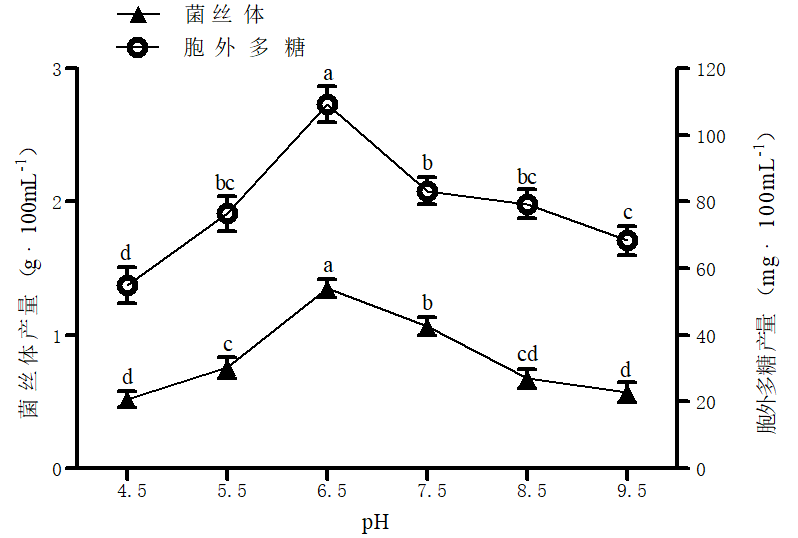 菌丝体
胞外多糖
3
2
1
0
菌丝体产量（g· 100mL-1）
120
100
80
60
40
20
0
胞外多糖产量（mg· 100mL-1）
a
bc
b
bc
c
d
a
b
c
cd
d
d
4.5 5.5 6.5 7.5 8.5 9.5
pH